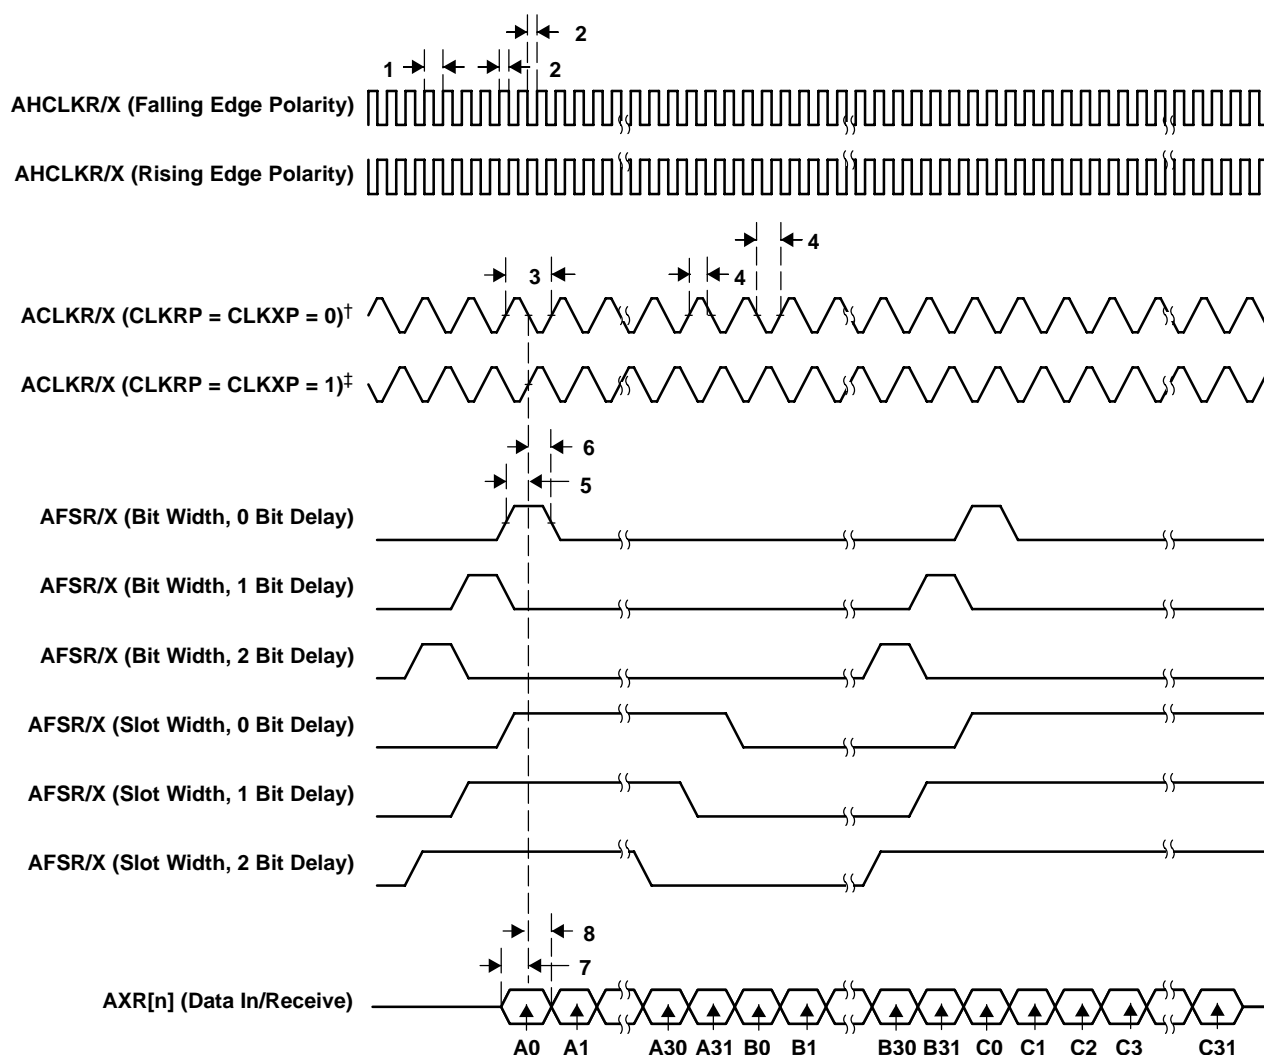 2
1 2
AHCLKR/X (Falling Edge Polarity)
AHCLKR/X (Rising Edge Polarity)
4
3 4
ACLKR/X (CLKRP = CLKXP = 0)†
ACLKR/X (CLKRP = CLKXP = 1)‡
6
5
AFSR/X (Bit Width, 0 Bit Delay)
AFSR/X (Bit Width, 1 Bit Delay)
AFSR/X (Bit Width, 2 Bit Delay)
AFSR/X (Slot Width, 0 Bit Delay)
AFSR/X (Slot Width, 1 Bit Delay)
AFSR/X (Slot Width, 2 Bit Delay)
8
7
AXR[n] (Data In/Receive)
A0 A1 A30 A31 B0 B1 B30 B31 C0 C1 C2 C3 C31